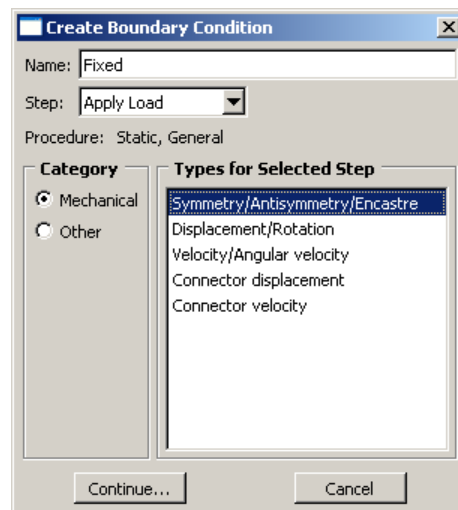 Create Boundary Condition
Name: Fixed
Step: Apply Load
Procedure: Static, General
Category
Mechanical
Other
Types for Selected Step
Symmetry/Antisymmetry/Encastre
Displacement/Rotation
Velocity/Angular velocity
Connector displacement
Connector velocity
Continue... Cancel